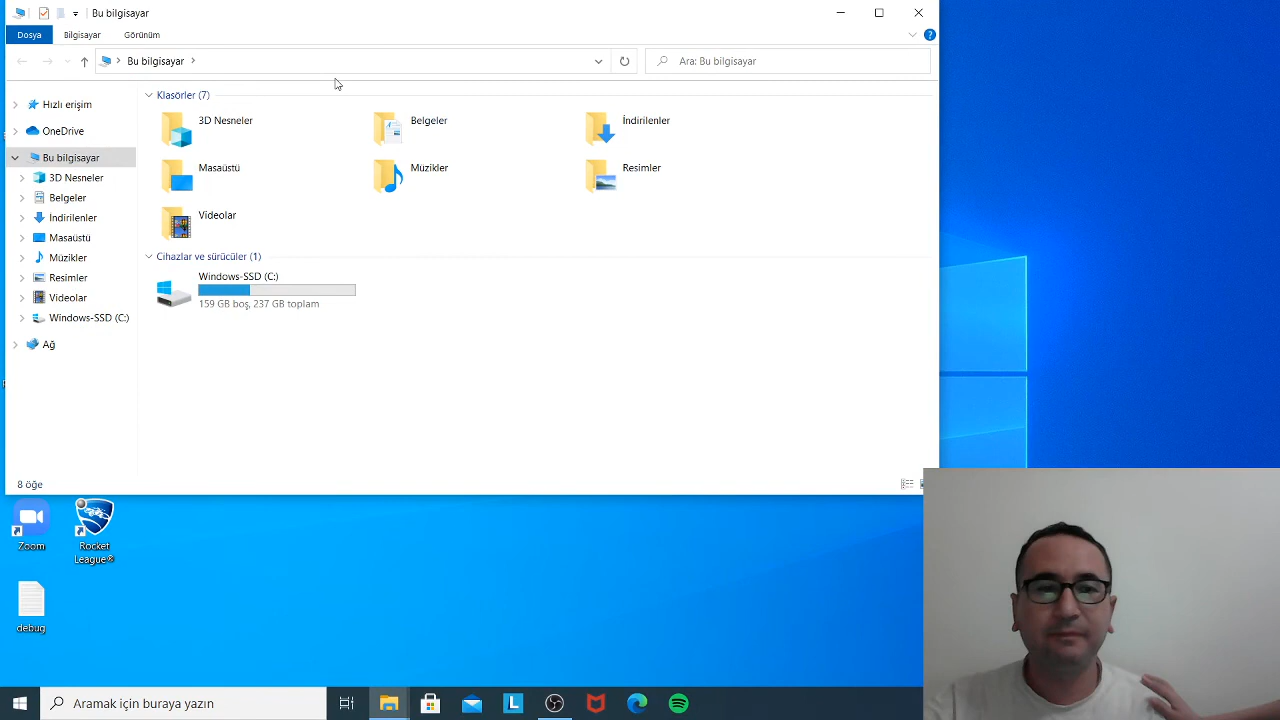 Bu bilgisayar
Dosya
Bilgisayar
Görünüm
Bu bilgisayar
Ara: Bu bilgisayar
Hızlı erişim
OneDrive
Bu bilgisayar
3D Nesneler
Belgeler
İndirilenler
Masaüstü
Müzikler
Resimler
Videolar
Windows-SSD (C:)
Ağ
Klasörler (7)
3D Nesneler
Belgeler
İndirilenler
Masaüstü
Müzikler
Resimler
Videolar
Cihazlar ve sürücüler (1)
Windows-SSD (C:)
159 GB boş, 237 GB toplam
8 öğe
Zoom
Rocket
League®
debug
Aramak için buraya yazın